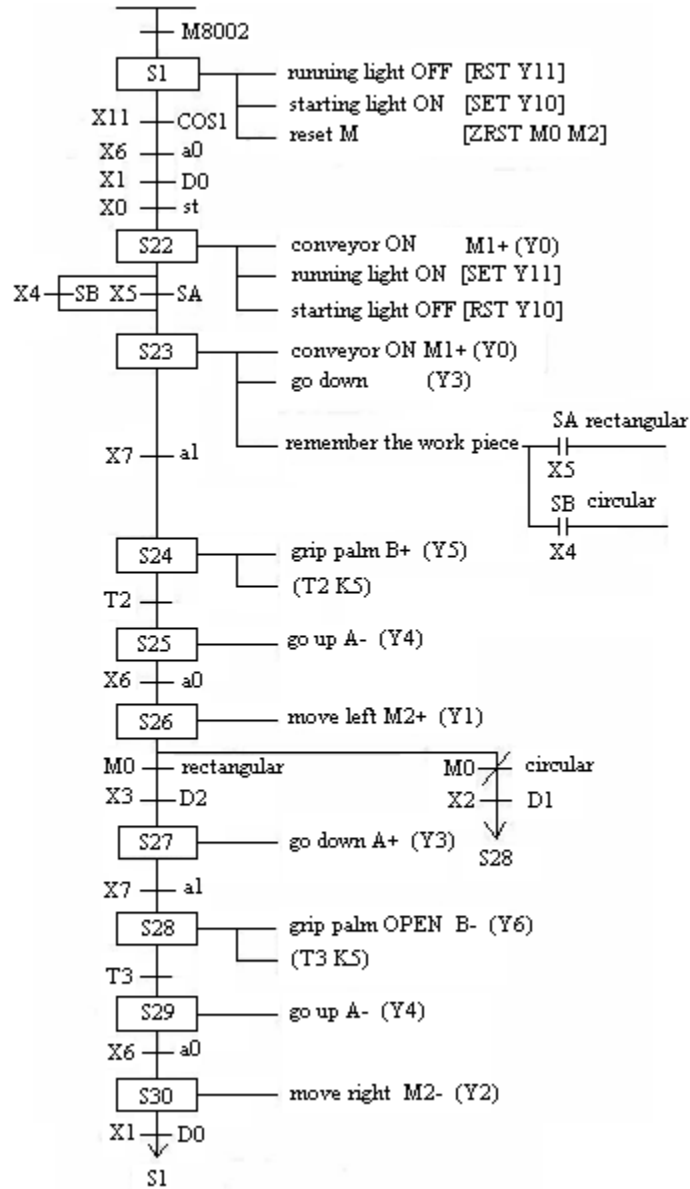 M8002
S1 running light OFF [RST Y11]
starting light ON [SET Y10]
reset M [ZRST M0 M2]
X11 COS1
X6 a0
X1 D0
X0 st
S22 conveyor ON M1+ (Y0)
running light ON [SET Y11]
X4 SB X5 SA
starting light OFF [RST Y10]
S23 conveyor ON M1+ (Y0)
go down (Y3)
SA rectangular
remember the work piece
X7 a1
X5
SB circular
X4
S24 grip palm B+ (Y5)
(T2 K5)
T2
S25 go up A- (Y4)
X6 a0
S26 move left M2+ (Y1)
M0 rectangular M0 circular
X3 D2 X2 D1
S27 go down A+ (Y3)
S28
X7 a1
S28 grip palm OPEN B- (Y6)
(T3 K5)
T3
S29 go up A- (Y4)
X6 a0
S30 move right M2- (Y2)
X1 D0
S1